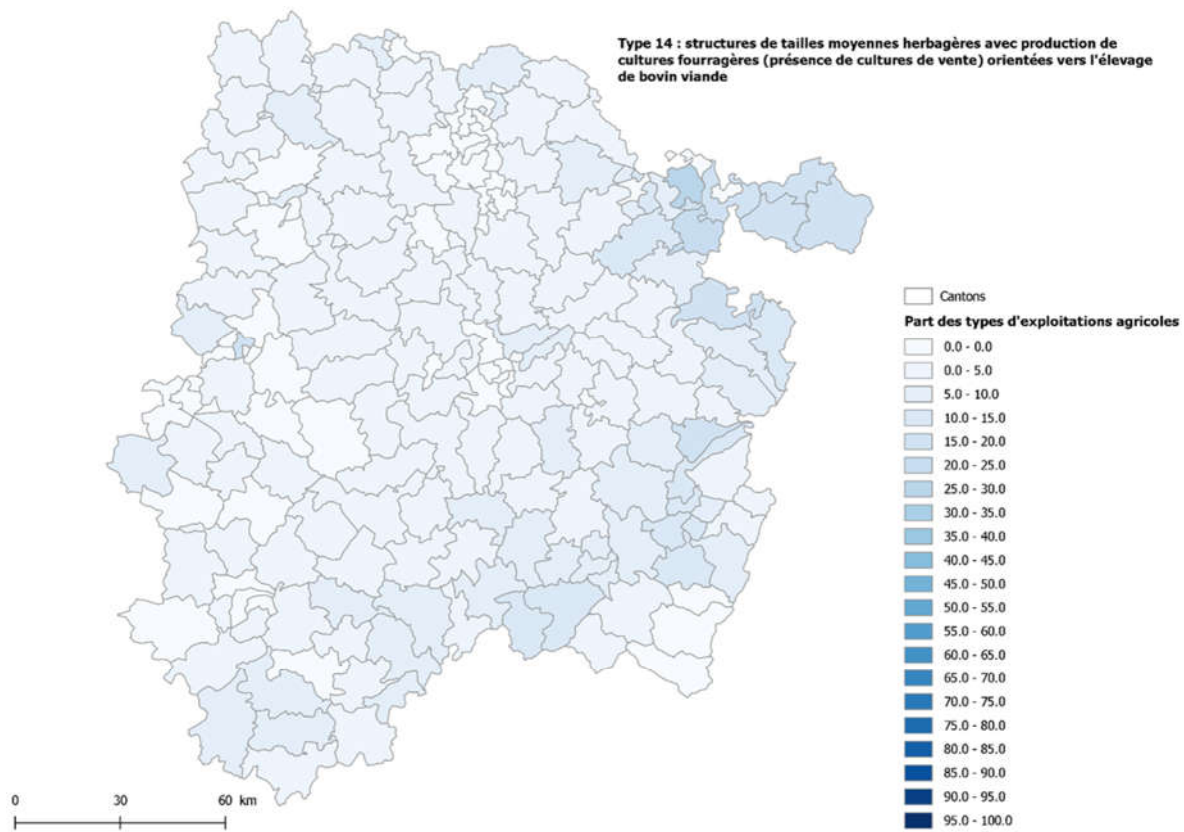 Type 14 : structures de tailles moyennes herbagères avec production de
cultures fourragères (présence de cultures de vente) orientées vers l'élevage
de bovin viande
Cantons
Part des types d'exploitations agricoles
0.0 - 0.0
0.0 - 5.0
5.0 - 10.0
10.0 - 15.0
15.0 - 20.0
20.0 - 25.0
25.0 - 30.0
30.0 - 35.0
35.0 - 40.0
40.0 - 45.0
45.0 - 50.0
50.0 - 55.0
55.0 - 60.0
60.0 - 65.0
65.0 - 70.0
70.0 - 75.0
75.0 - 80.0
80.0 - 85.0
85.0 - 90.0
90.0 - 95.0
95.0 - 100.0
0 30 60 km